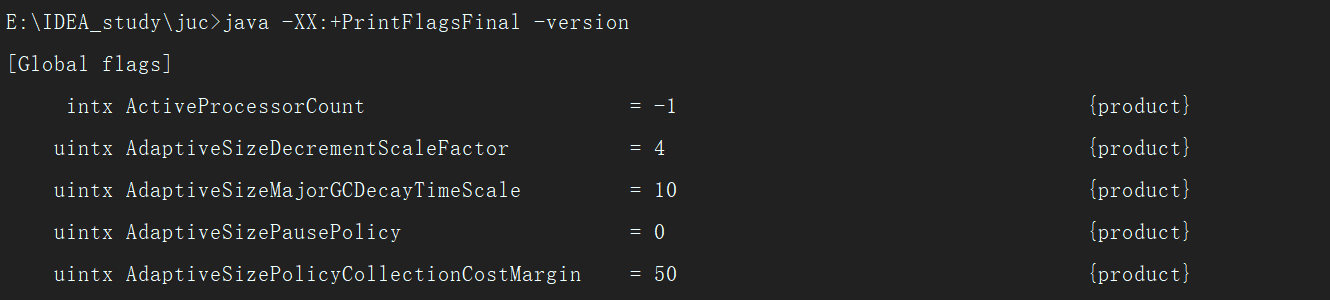 E:\IDEA_study\juc>java -XX:+PrintFlagsFinal -version
[Global flags]
intx ActiveProcessorCount = -1 {product}
uintx AdaptiveSizeDecrementScaleFactor = 4 {product}
uintx AdaptiveSizeMajorGCDecayTimeScale = 10 {product}
uintx AdaptiveSizePausePolicy = 0 {product}
uintx AdaptiveSizePolicyCollectionCostMargin = 50 {product}